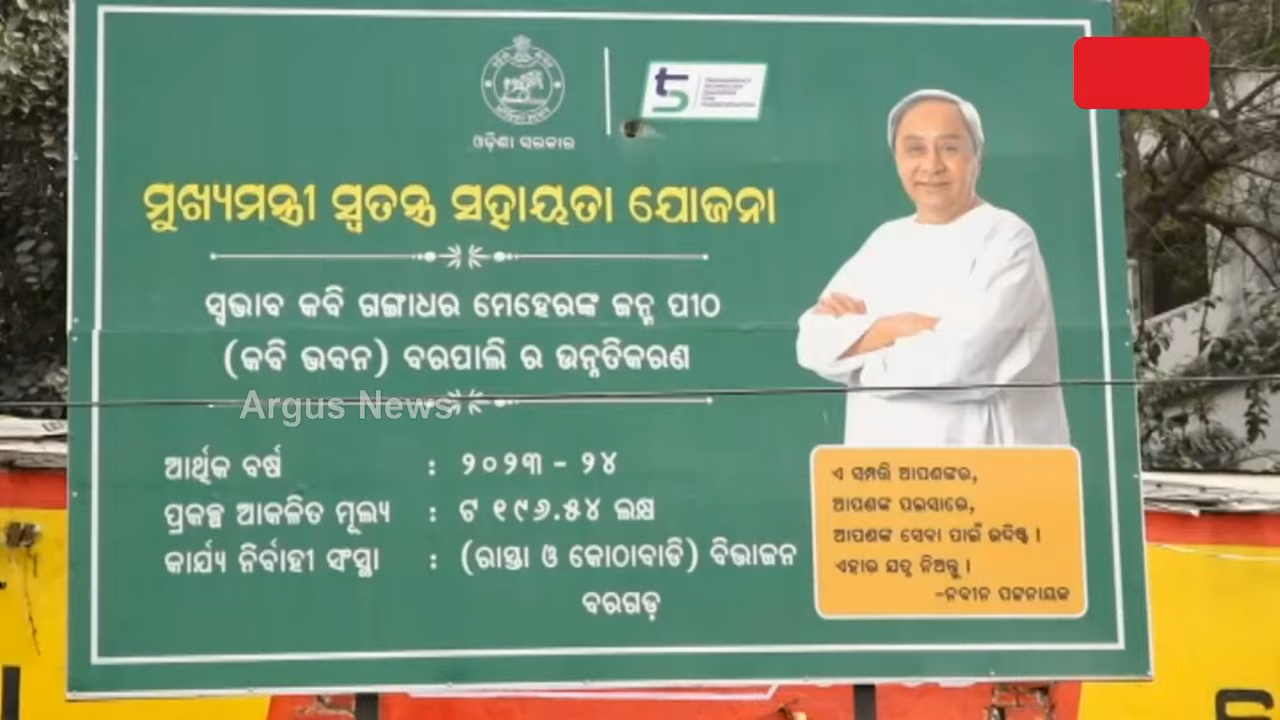 ଓଡ଼ିଶା ସରକାର
t5
ମୁଖ୍ୟମନ୍ତ୍ରୀ ସ୍ୱତନ୍ତ୍ର ସହାୟତା ଯୋଜନା
ସ୍ୱଭାବ କବି ଗଙ୍ଗାଧର ମେହେରଙ୍କ ଜନ୍ମ ପୀଠ
(କବି ଭବନ) ବରପାଲି ର ଉନ୍ନତିକରଣ
Argus News
ଆର୍ଥିକ ବର୍ଷ : ୨୦୨୩ - ୨୪
ପ୍ରକଳ୍ପ ଆକଳିତ ମୂଲ୍ୟ : ଟ ୧୯୬.୫୪ ଲକ୍ଷ
କାର୍ଯ୍ୟ ନିର୍ବାହୀ ସଂସ୍ଥା : (ରାସ୍ତା ଓ କୋଠାବାଡି) ବିଭାଜନ
ବରଗଡ଼
ଏ ସମ୍ପତ୍ତି ଆପଣଙ୍କର,
ଆପଣଙ୍କ ପଇସାରେ,
ଆପଣଙ୍କ ସେବା ପାଇଁ ଉଦ୍ଦିଷ୍ଟ ।
ଏହାର ଯତ୍ନ ନିଅନ୍ତୁ ।
-ନବୀନ ପଟ୍ଟନାୟକ